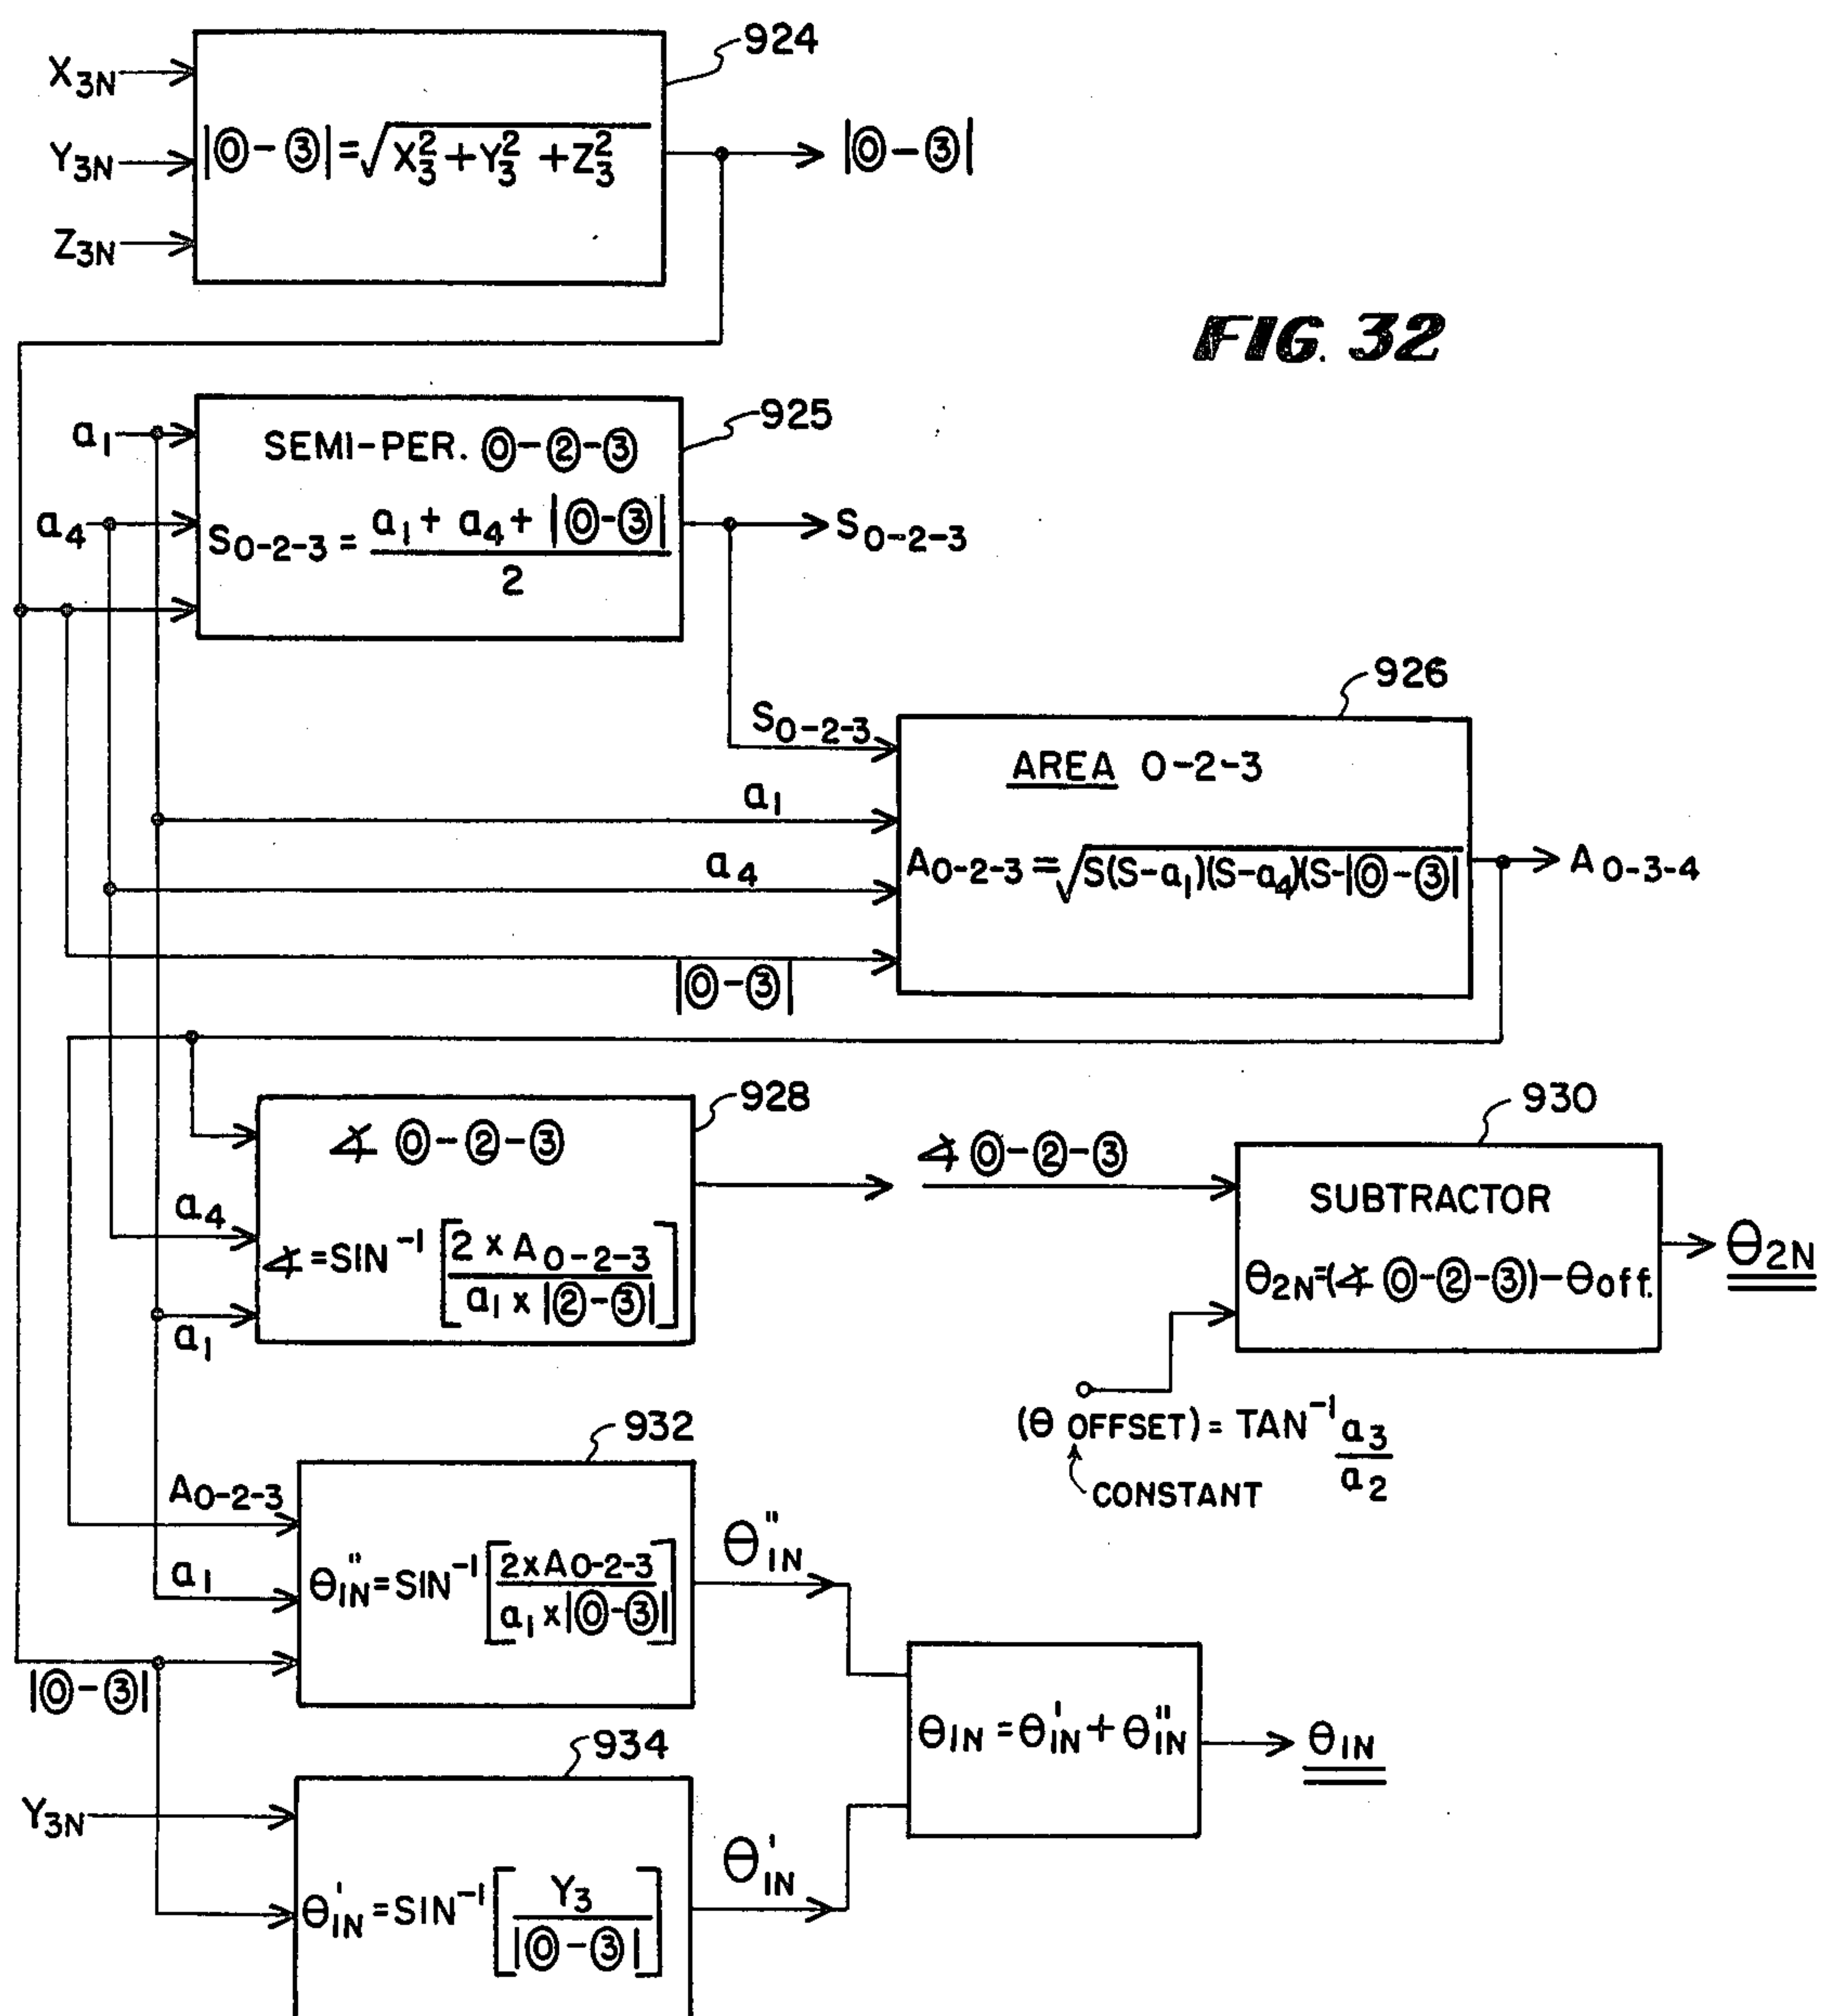 924
X3N
Y3N
|⓪-③|=√X3²+Y3²+Z3²
|⓪-③|
Z3N
FIG. 32
925
a1
SEMI-PER. ⓪-②-③
a4
S0-2-3 = a1 + a4 + |⓪-③|
2
S0-2-3
926
S0-2-3
AREA 0-2-3
a1
a4
A0-2-3=√S(S-a1)(S-a4)(S-|⓪-③|
A0-3-4
|⓪-③|
928
∡ ⓪-②-③
a4
∡=SIN⁻¹ [2 x A0-2-3
a1 x |②-③|]
a1
930
∡ ⓪-②-③
SUBTRACTOR
θ2N=(∡ ⓪-②-③)-θoff.
θ2N
(θ OFFSET) = TAN⁻¹ a3
a2
CONSTANT
932
A0-2-3
a1
θ"IN=SIN⁻¹[2xA0-2-3
a1 x|⓪-③|]
θ"IN
|⓪-③|
θIN = θ'IN + θ"IN
θIN
934
Y3N
θ'IN = SIN⁻¹[Y3
|⓪-③|]
θ'IN